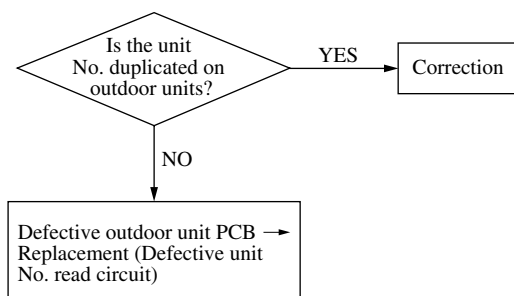 Is the unit
No. duplicated on
outdoor units?
YES
Correction
NO
Defective outdoor unit PCB →
Replacement (Defective unit
No. read circuit)